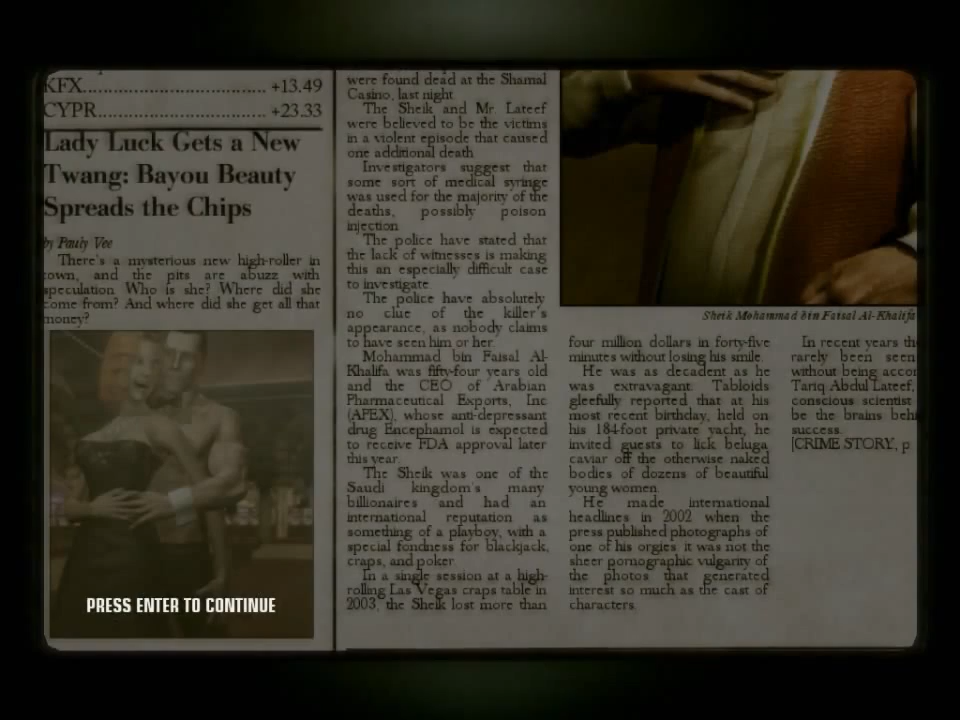 KFX.................................. +13.49
CYPR................................. +23.33
Lady Luck Gets a New
Twang: Bayou Beauty
Spreads the Chips
by Pauly Vee
There's a mysterious new high-roller in
town, and the pits are abuzz with
speculation. Who is she? Where did she
come from? And where did she get all that
money?
PRESS ENTER TO CONTINUE
were found dead at the Shamal
Casino, last night.
The Sheik and Mr. Lateef
were believed to be the victims
in a violent episode that caused
one additional death.
Investigators suggest that
some sort of medical syringe
was used for the majority of the
deaths, possibly poison
injection.
The police have stated that
the lack of witnesses is making
this an especially difficult case
to investigate.
The police have absolutely
no clue of the killer's
appearance, as nobody claims
to have seen him or her.
Mohammad bin Faisal Al-
Khalifa was fifty-four years old
and the CEO of Arabian
Pharmaceutical Exports, Inc
(APEX), whose anti-depressant
drug Encephamol is expected
to receive FDA approval later
this year.
The Sheik was one of the
Saudi kingdom's many
billionaires and had an
international reputation as
something of a playboy, with a
special fondness for blackjack,
craps, and poker.
In a single session at a high-
rolling Las Vegas craps table in
2003, the Sheik lost more than
Sheik Mohammad bin Faisal Al-Khalifa
four million dollars in forty-five
minutes without losing his smile.
He was as decadent as he
was extravagant. Tabloids
gleefully reported that at his
most recent birthday, held on
his 184-foot private yacht, he
invited guests to lick beluga
caviar off the otherwise naked
bodies of dozens of beautiful
young women.
He made international
headlines in 2002 when the
press published photographs of
one of his orgies: it was not the
sheer pornographic vulgarity of
the photos that generated
interest so much as the cast of
characters.
In recent years th
rarely been seen
without being accor
Tariq Abdul Lateef,
conscious scientist
be the brains behi
success.
[CRIME STORY, p